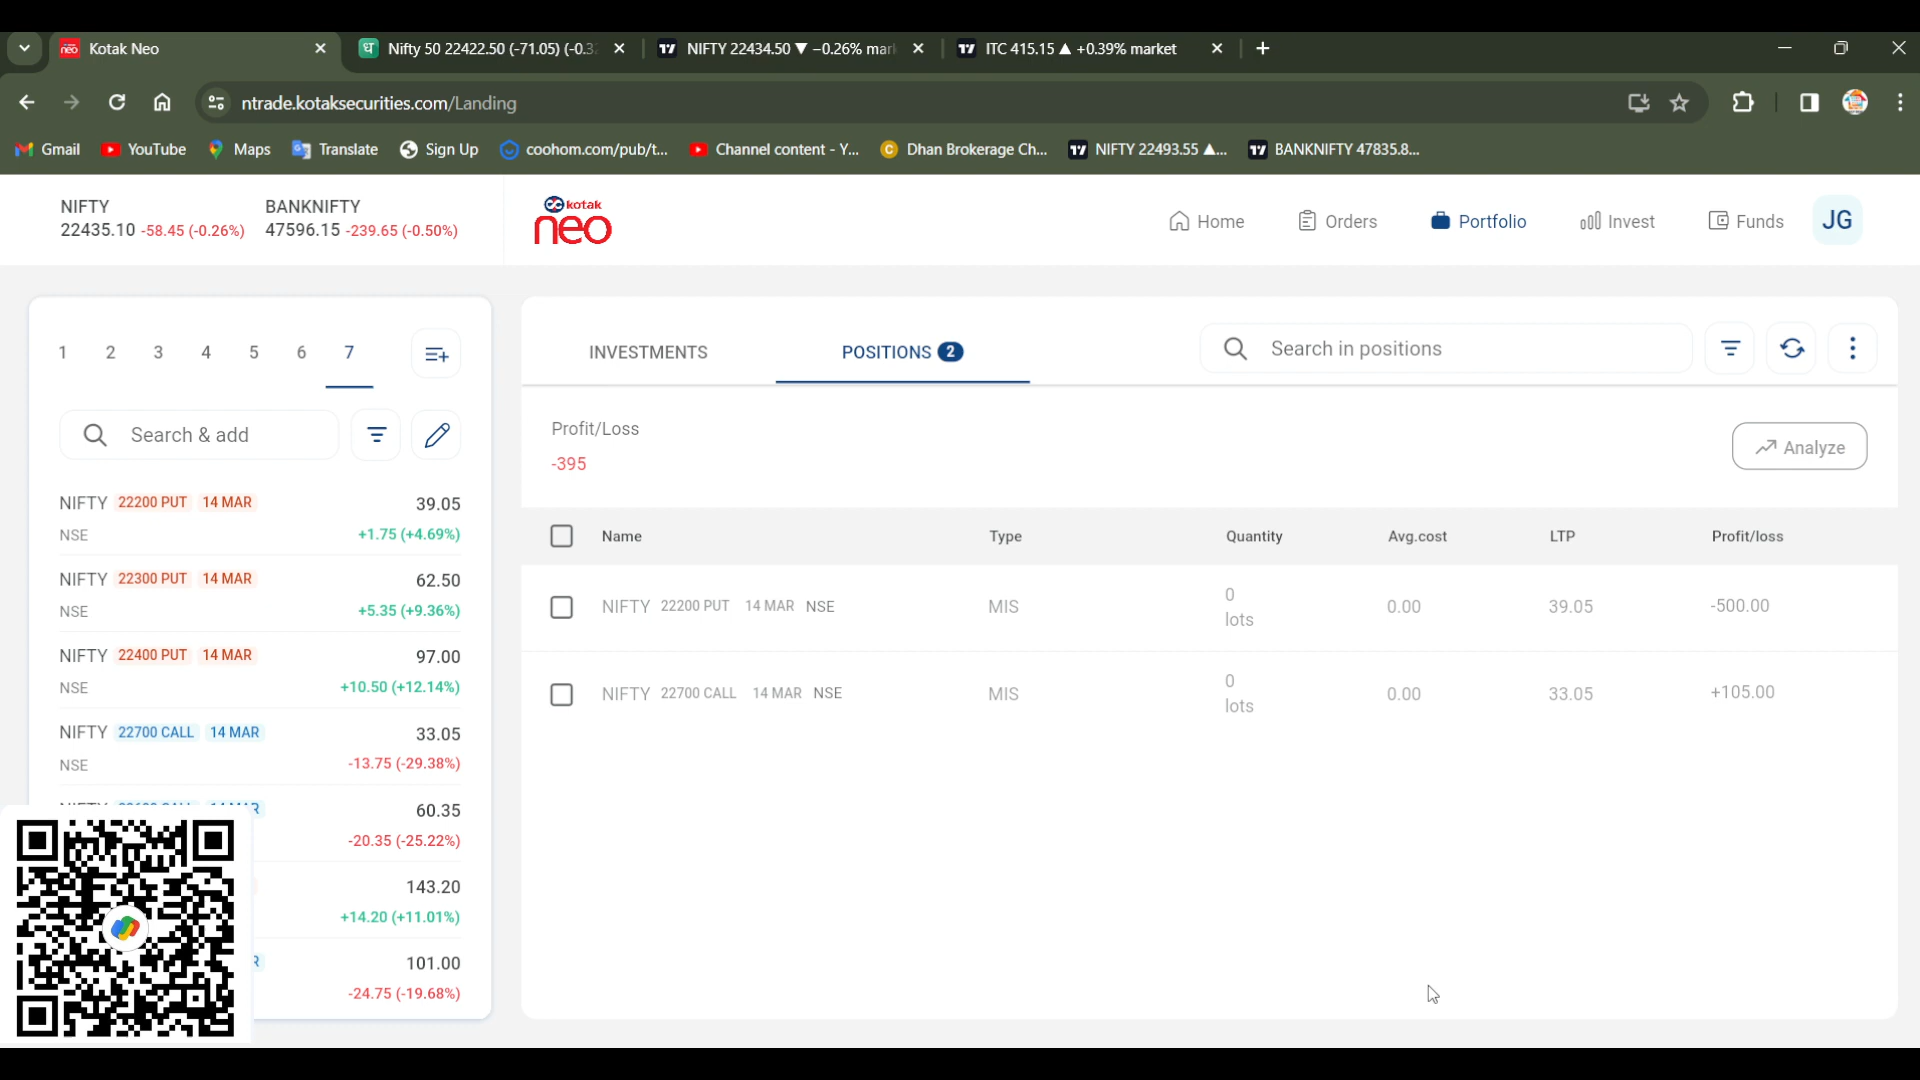 Kotak Neo
Nifty 50 22422.50 (-71.05) (-0.3
NIFTY 22434.50 ▼ −0.26% mar
ITC 415.15 ▲ +0.39% market
ntrade.kotaksecurities.com/Landing
Gmail
YouTube
Maps
Translate
Sign Up
coohom.com/pub/t...
Channel content - Y...
Dhan Brokerage Ch...
NIFTY 22493.55 ▲...
BANKNIFTY 47835.8...
NIFTY
22435.10 -58.45 (-0.26%)
BANKNIFTY
47596.15 -239.65 (-0.50%)
kotak
neo
Home
Orders
Portfolio
Invest
Funds
JG
1 2 3 4 5 6 7
Search & add
NIFTY 22200 PUT 14 MAR 39.05
NSE +1.75 (+4.69%)
NIFTY 22300 PUT 14 MAR 62.50
NSE +5.35 (+9.36%)
NIFTY 22400 PUT 14 MAR 97.00
NSE +10.50 (+12.14%)
NIFTY 22700 CALL 14 MAR 33.05
NSE -13.75 (-29.38%)
60.35
-20.35 (-25.22%)
143.20
+14.20 (+11.01%)
101.00
-24.75 (-19.68%)
INVESTMENTS
POSITIONS 2
Search in positions
Profit/Loss
-395
Analyze
Name Type Quantity Avg.cost LTP Profit/loss
NIFTY 22200 PUT 14 MAR NSE MIS 0 lots 0.00 39.05 -500.00
NIFTY 22700 CALL 14 MAR NSE MIS 0 lots 0.00 33.05 +105.00